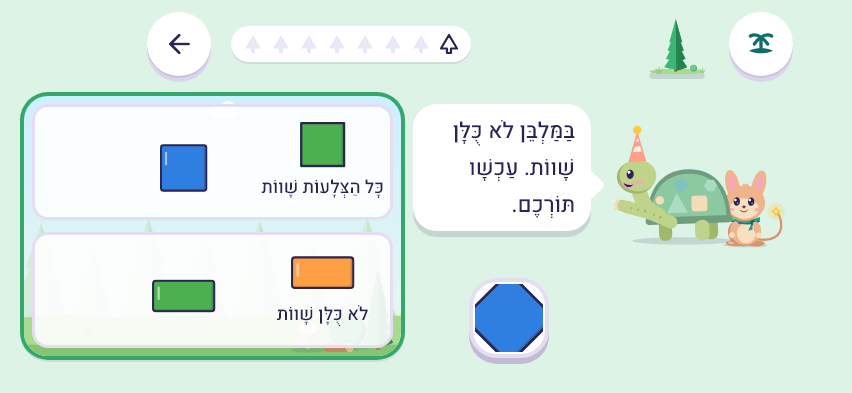 בַּמַּלְבֵּן לֹא כֻּלָּן
שָׁווֹת. עַכְשָׁו
תּוֹרְכֶם.
כׇּל הַצְּלָעוֹת שָׁווֹת
לֹא כֻּלָּן שָׁווֹת